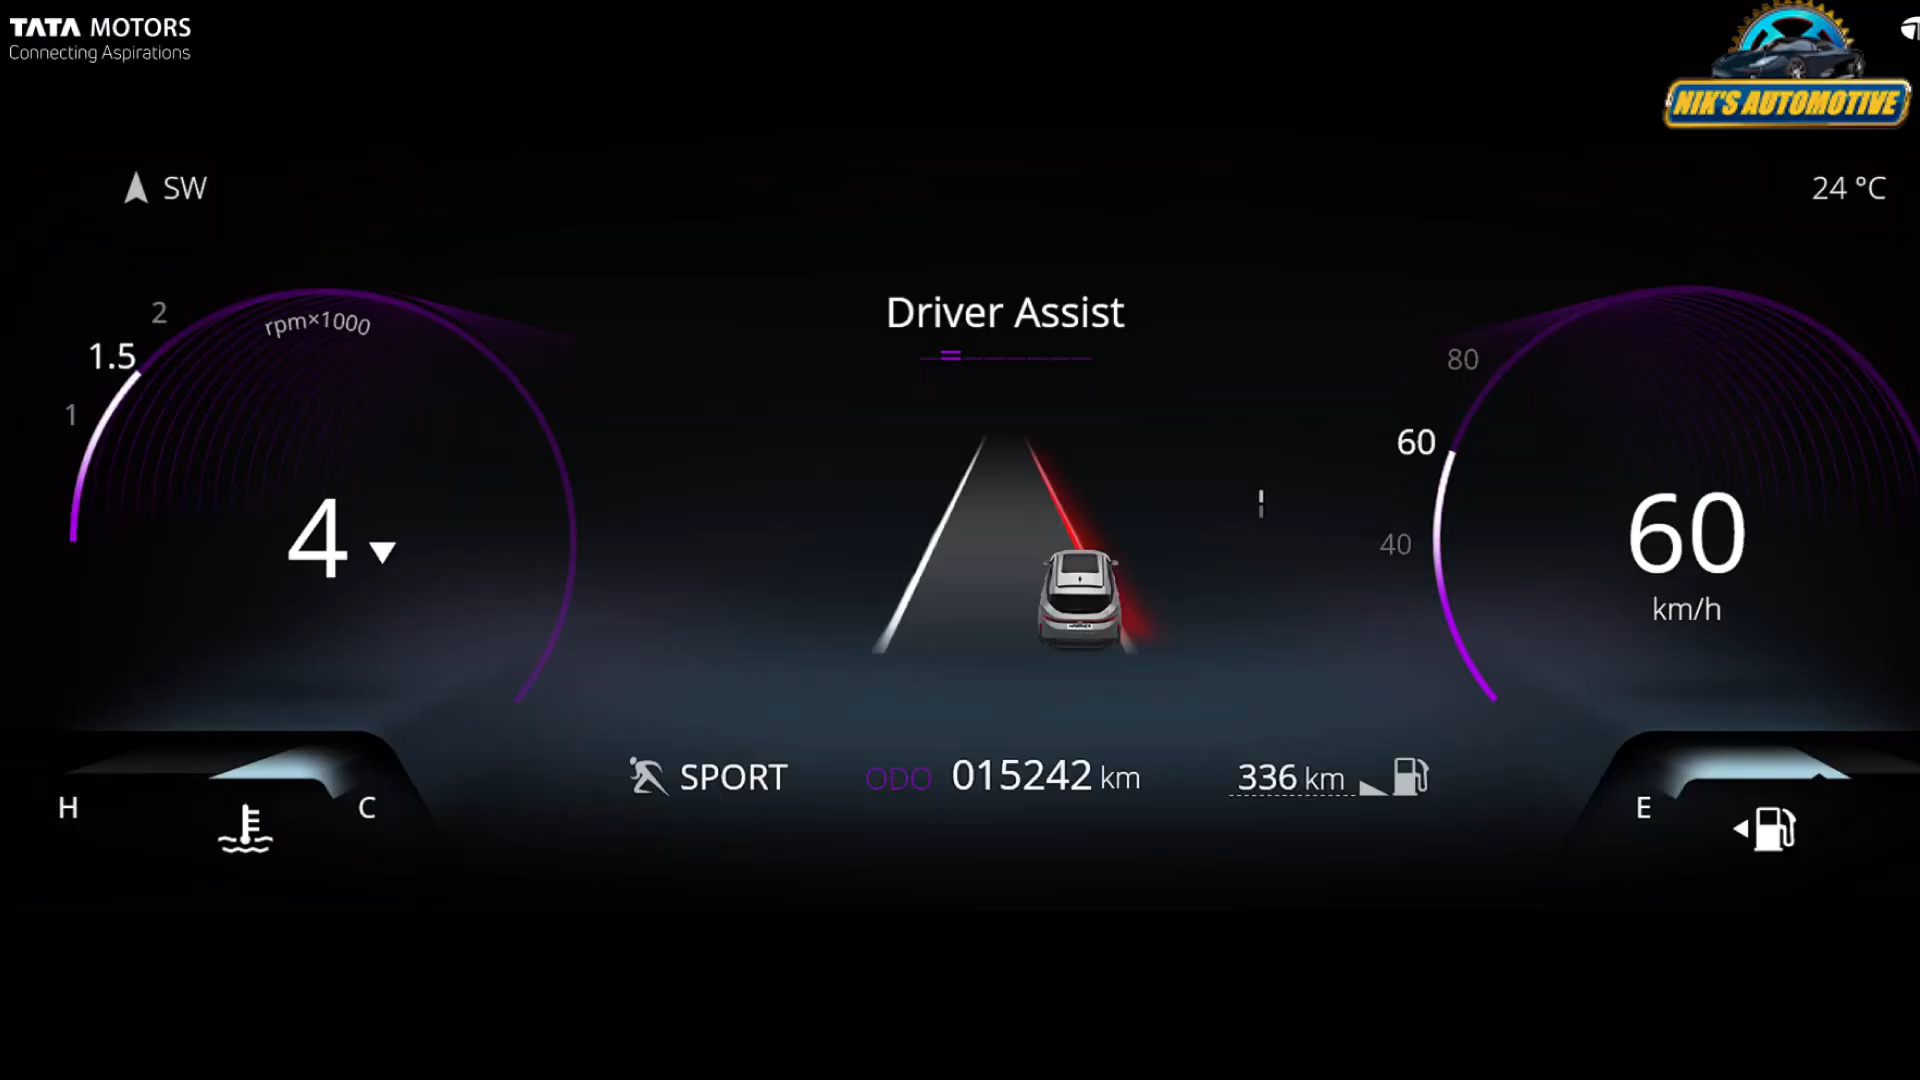 TATA MOTORS
Connecting Aspirations
NIK'S AUTOMOTIVE
SW
24 °C
Driver Assist
2
rpm×1000
1.5
1
4
80
60
40
60
km/h
SPORT
ODO 015242 km
336 km
H
C
E